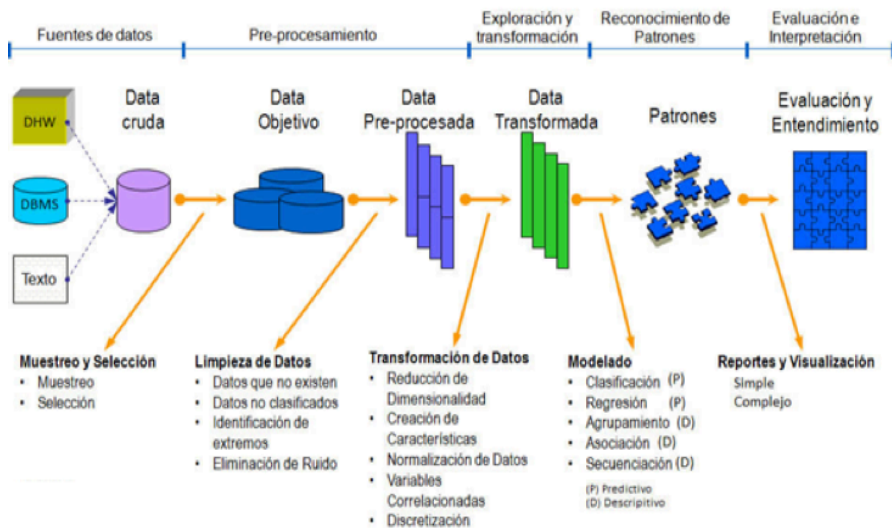 Fuentes de datos
Pre-procesamiento
Exploración y
transformación
Reconocimiento de
Patrones
Evaluación e
Interpretación
DHW
DBMS
Texto
Data
cruda
Data
Objetivo
Data
Pre-procesada
Data
Transformada
Patrones
Evaluación y
Entendimiento
Muestreo y Selección
• Muestreo
• Selección
Limpieza de Datos
• Datos que no existen
• Datos no clasificados
• Identificación de
extremos
• Eliminación de Ruido
Transformación de Datos
• Reducción de
Dimensionalidad
• Creación de
Características
• Normalización de Datos
• Variables
Correlacionadas
• Discretización
Modelado
• Clasificación (P)
• Regresión (P)
• Agrupamiento (D)
• Asociación (D)
• Secuenciación (D)
(P) Predictivo
(D) Descripitivo
Reportes y Visualización
Simple
Complejo